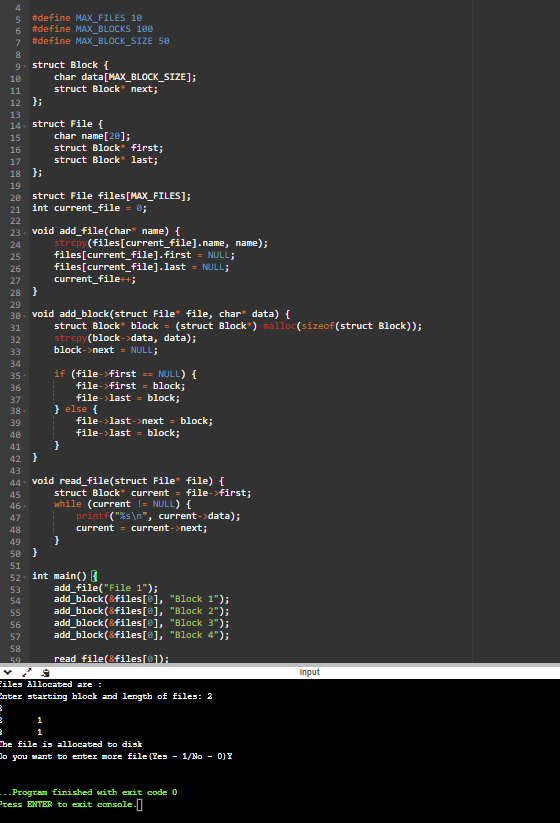 4
5 #define MAX_FILES 10
6 #define MAX_BLOCKS 100
7 #define MAX_BLOCK_SIZE 50
8
9 struct Block {
10 char data[MAX_BLOCK_SIZE];
11 struct Block* next;
12 };
13
14 struct File {
15 char name[20];
16 struct Block* first;
17 struct Block* last;
18 };
19
20 struct File files[MAX_FILES];
21 int current_file = 0;
22
23 void add_file(char* name) {
24 strcpy(files[current_file].name, name);
25 files[current_file].first = NULL;
26 files[current_file].last = NULL;
27 current_file++;
28 }
29
30 void add_block(struct File* file, char* data) {
31 struct Block* block = (struct Block*) malloc(sizeof(struct Block));
32 strcpy(block->data, data);
33 block->next = NULL;
34
35 if (file->first == NULL) {
36 file->first = block;
37 file->last = block;
38 } else {
39 file->last->next = block;
40 file->last = block;
41 }
42 }
43
44 void read_file(struct File* file) {
45 struct Block* current = file->first;
46 while (current != NULL) {
47 printf("%s\n", current->data);
48 current = current->next;
49 }
50 }
51
52 int main() {
53 add_file("File 1");
54 add_block(&files[0], "Block 1");
55 add_block(&files[0], "Block 2");
56 add_block(&files[0], "Block 3");
57 add_block(&files[0], "Block 4");
58
59 read_file(&files[0]);
input
files Allocated are :
Enter starting block and length of files: 2
1
1
The file is allocated to disk
Do you want to enter more file(Yes - 1/No - 0)Y
...Program finished with exit code 0
Press ENTER to exit console.